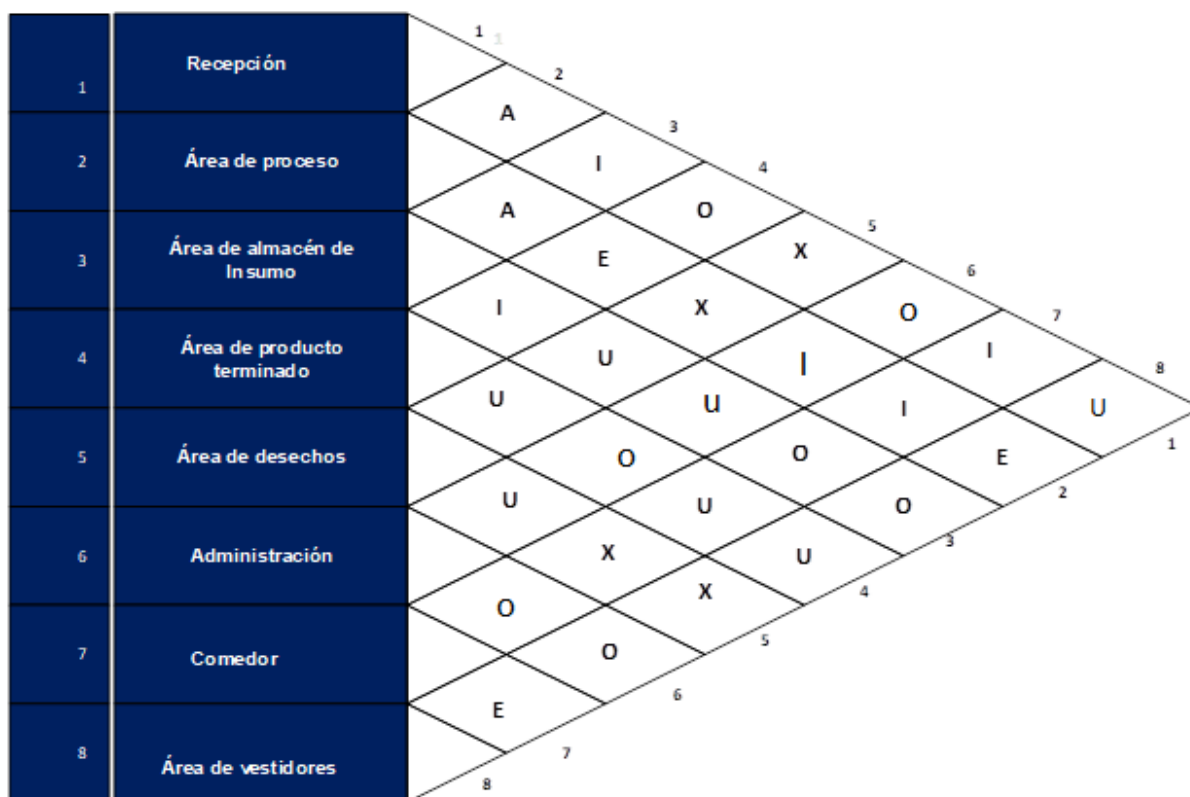 1 1
2
3
4
5
6
7
8
1 Recepción
2 Área de proceso
3 Área de almacén de
Insumo
4 Área de producto
terminado
5 Área de desechos
6 Administración
7 Comedor
8 Área de vestidores
A
I
A O
E X
I X O
U | I
U u I U
O O E
U U O
X U
O X
O
E
1
2
3
4
5
6
7
8